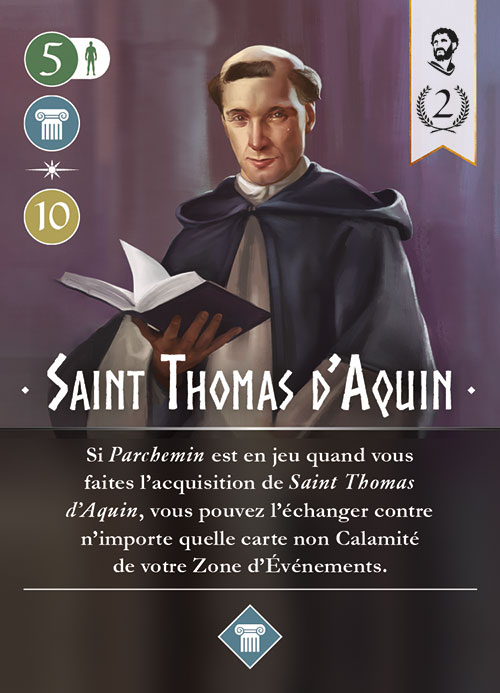 5
2
10
· SAINT THOMAS D'AQUIN ·
Si Parchemin est en jeu quand vous
faites l'acquisition de Saint Thomas
d'Aquin, vous pouvez l'échanger contre
n'importe quelle carte non Calamité
de votre Zone d'Événements.